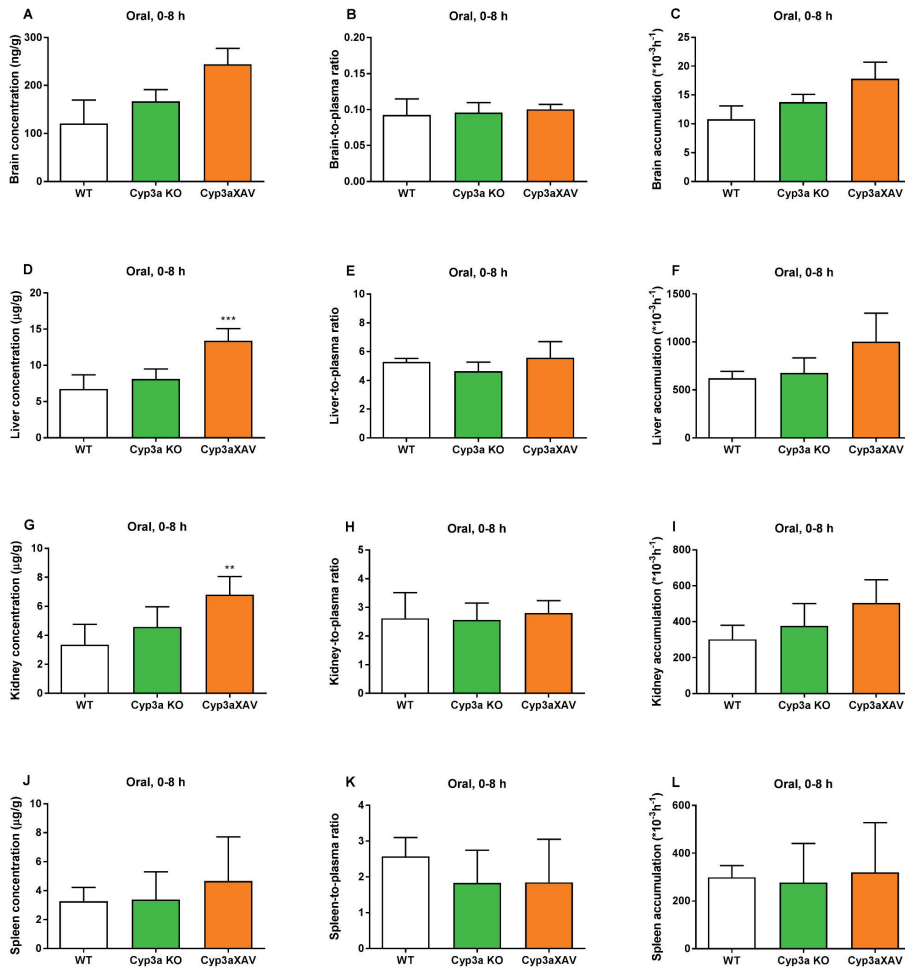 A
Oral, 0-8 h
Brain concentration (ng/g)
300
200
100
0
WT Cyp3a KO Cyp3aXAV
B
Oral, 0-8 h
Brain-to-plasma ratio
0.20
0.15
0.10
0.05
0.00
WT Cyp3a KO Cyp3aXAV
C
Oral, 0-8 h
Brain accumulation (*10⁻³h⁻¹)
25
20
15
10
5
0
WT Cyp3a KO Cyp3aXAV
D
Oral, 0-8 h
Liver concentration (μg/g)
20
15
10
5
0
***
WT Cyp3a KO Cyp3aXAV
E
Oral, 0-8 h
Liver-to-plasma ratio
10
8
6
4
2
0
WT Cyp3a KO Cyp3aXAV
F
Oral, 0-8 h
Liver accumulation (*10⁻³h⁻¹)
1500
1000
500
0
WT Cyp3a KO Cyp3aXAV
G
Oral, 0-8 h
Kidney concentration (μg/g)
10
8
6
4
2
0
**
WT Cyp3a KO Cyp3aXAV
H
Oral, 0-8 h
Kidney-to-plasma ratio
5
4
3
2
1
0
WT Cyp3a KO Cyp3aXAV
I
Oral, 0-8 h
Kidney accumulation (*10⁻³h⁻¹)
800
600
400
200
0
WT Cyp3a KO Cyp3aXAV
J
Oral, 0-8 h
Spleen concentration (μg/g)
10
8
6
4
2
0
WT Cyp3a KO Cyp3aXAV
K
Oral, 0-8 h
Spleen-to-plasma ratio
4
3
2
1
0
WT Cyp3a KO Cyp3aXAV
L
Oral, 0-8 h
Spleen accumulation (*10⁻³h⁻¹)
600
400
200
0
WT Cyp3a KO Cyp3aXAV